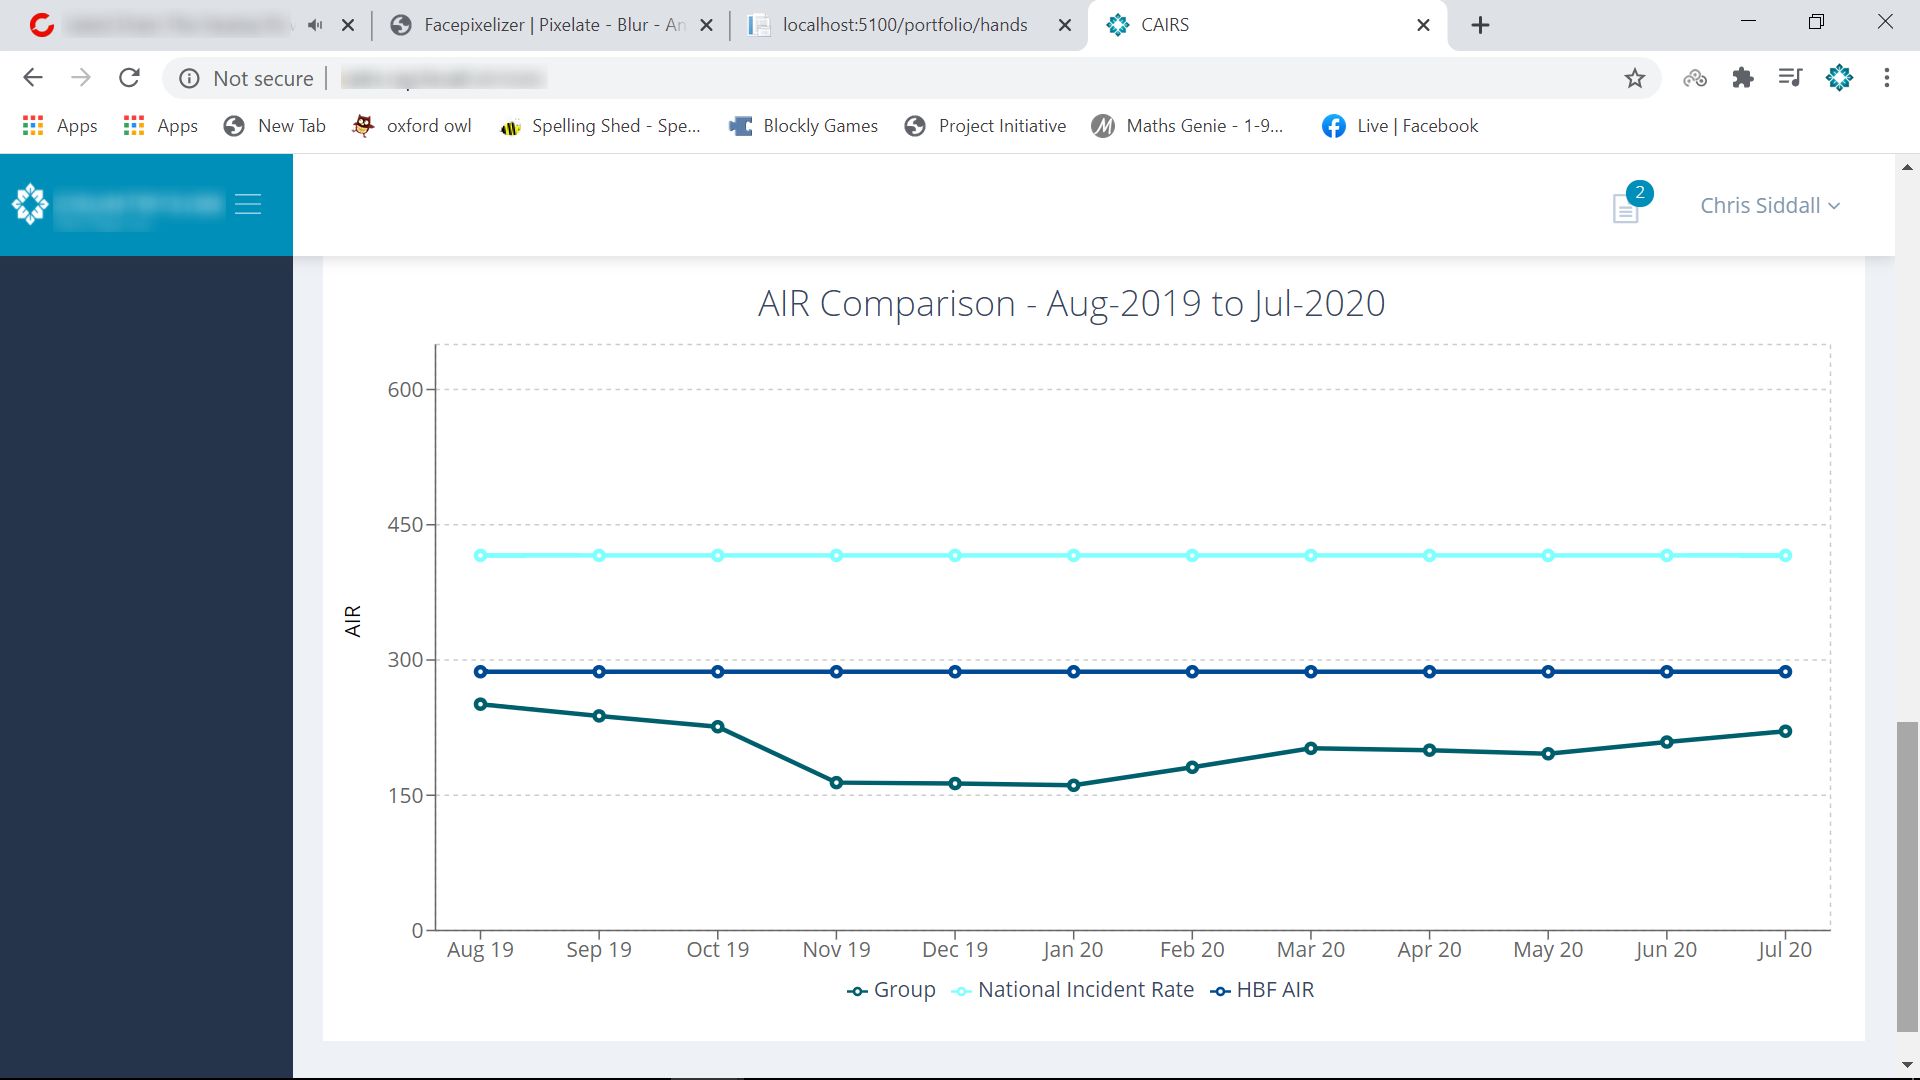 Facepixelizer | Pixelate - Blur - An
localhost:5100/portfolio/hands
CAIRS
Not secure
Apps
Apps
New Tab
oxford owl
Spelling Shed - Spe...
Blockly Games
Project Initiative
Maths Genie - 1-9...
Live | Facebook
2
Chris Siddall
AIR Comparison - Aug-2019 to Jul-2020
600
450
300
150
0
AIR
Aug 19 Sep 19 Oct 19 Nov 19 Dec 19 Jan 20 Feb 20 Mar 20 Apr 20 May 20 Jun 20 Jul 20
Group National Incident Rate HBF AIR